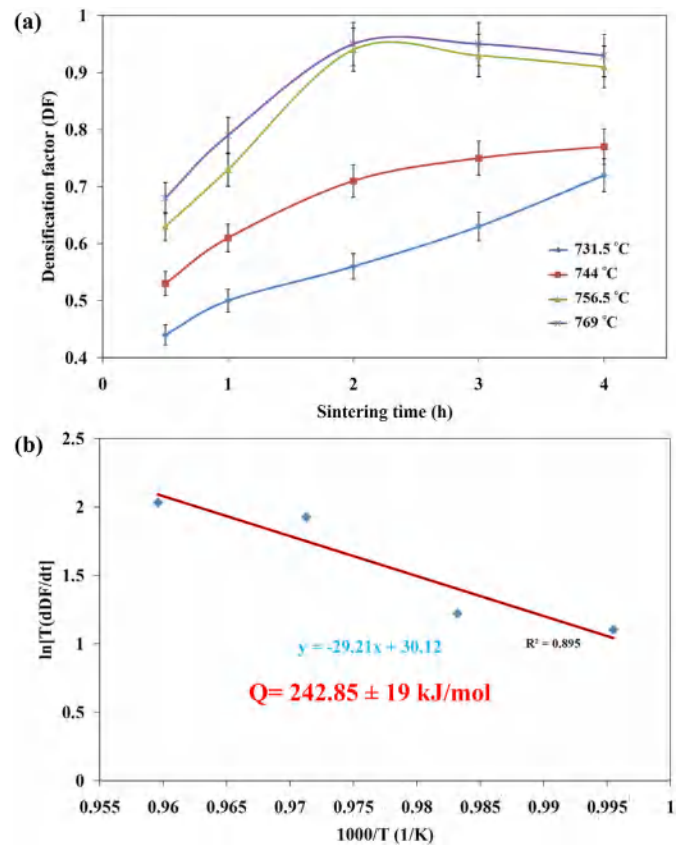 (a)
Densification factor (DF)
1
0.9
0.8
0.7
0.6
0.5
0.4
0
1
2
3
4
731.5 °C
744 °C
756.5 °C
769 °C
Sintering time (h)
(b)
ln[T(dDF/dt]
2.5
2
1.5
1
0.5
0
y = -29.21x + 30.12
R² = 0.895
Q= 242.85 ± 19 kJ/mol
0.955
0.96
0.965
0.97
0.975
0.98
0.985
0.99
0.995
1
1000/T (1/K)